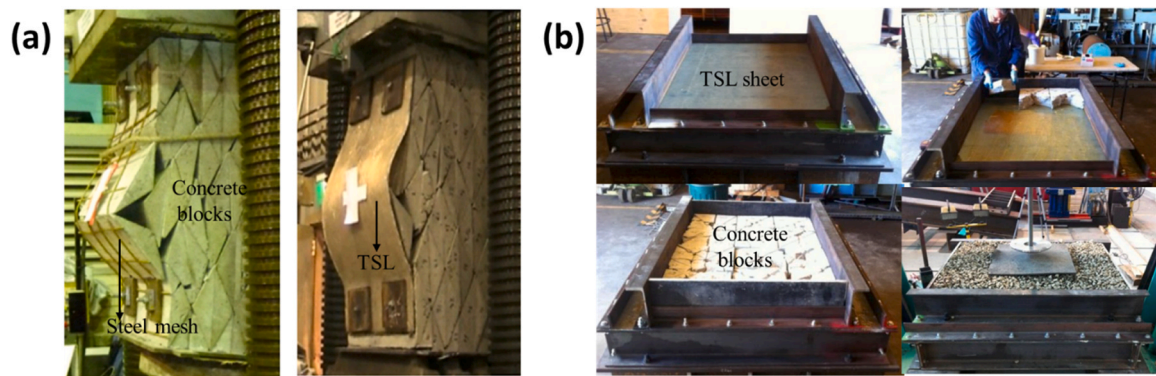 (a)
Concrete
blocks
Steel mesh
TSL
(b)
TSL sheet
Concrete
blocks